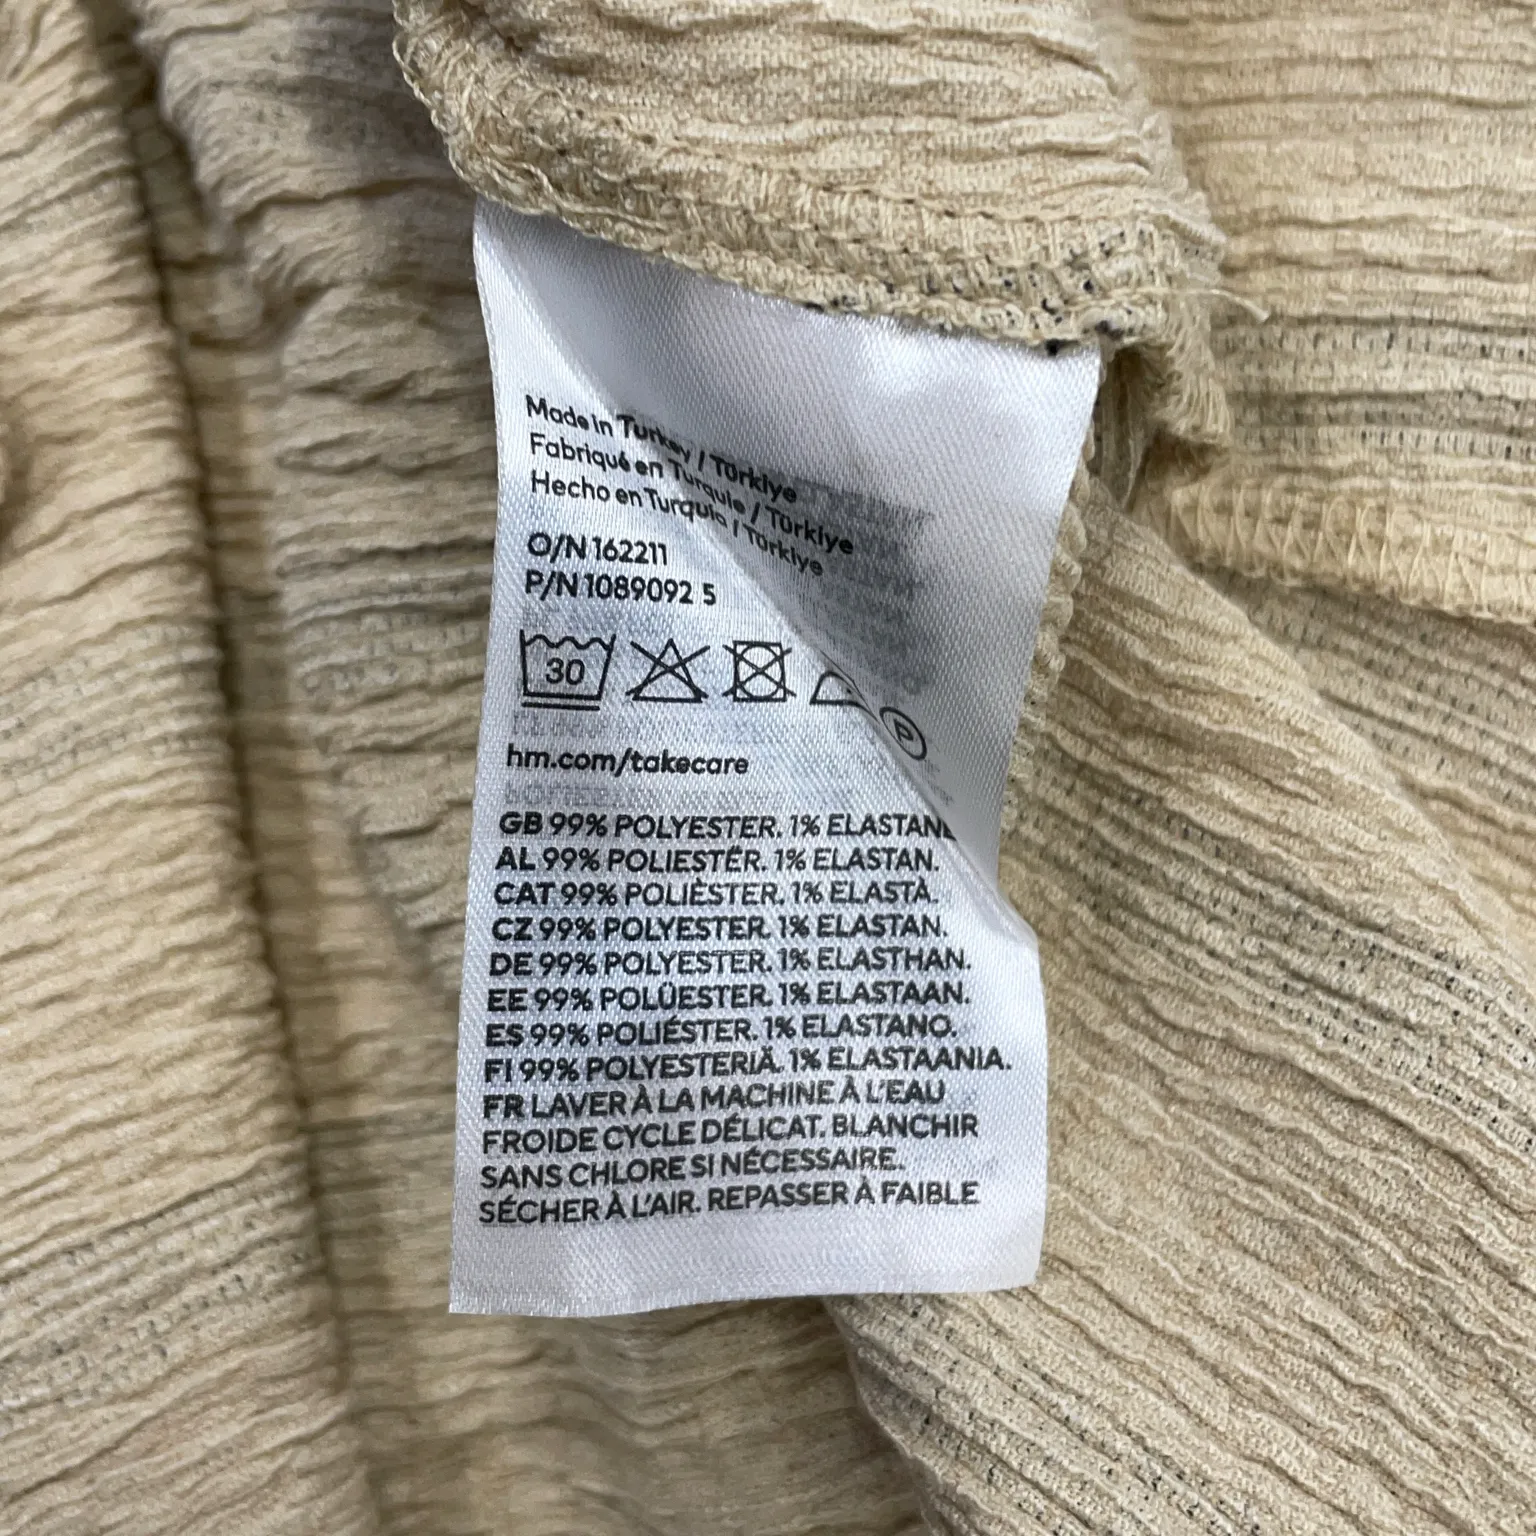 Made in Turkey / Türkiye
Fabriqué en Turquie / Türkiye
Hecho en Turquía / Türkiye
O/N 162211
P/N 1089092 5
30
P
hm.com/takecare
GB 99% POLYESTER. 1% ELASTANE
AL 99% POLIESTËR. 1% ELASTAN.
CAT 99% POLIÈSTER. 1% ELASTÀ.
CZ 99% POLYESTER. 1% ELASTAN.
DE 99% POLYESTER. 1% ELASTHAN.
EE 99% POLÜESTER. 1% ELASTAAN.
ES 99% POLIÉSTER. 1% ELASTANO.
FI 99% POLYESTERIÄ. 1% ELASTAANIA.
FR LAVER À LA MACHINE À L'EAU
FROIDE CYCLE DÉLICAT. BLANCHIR
SANS CHLORE SI NÉCESSAIRE.
SÉCHER À L'AIR. REPASSER À FAIBLE